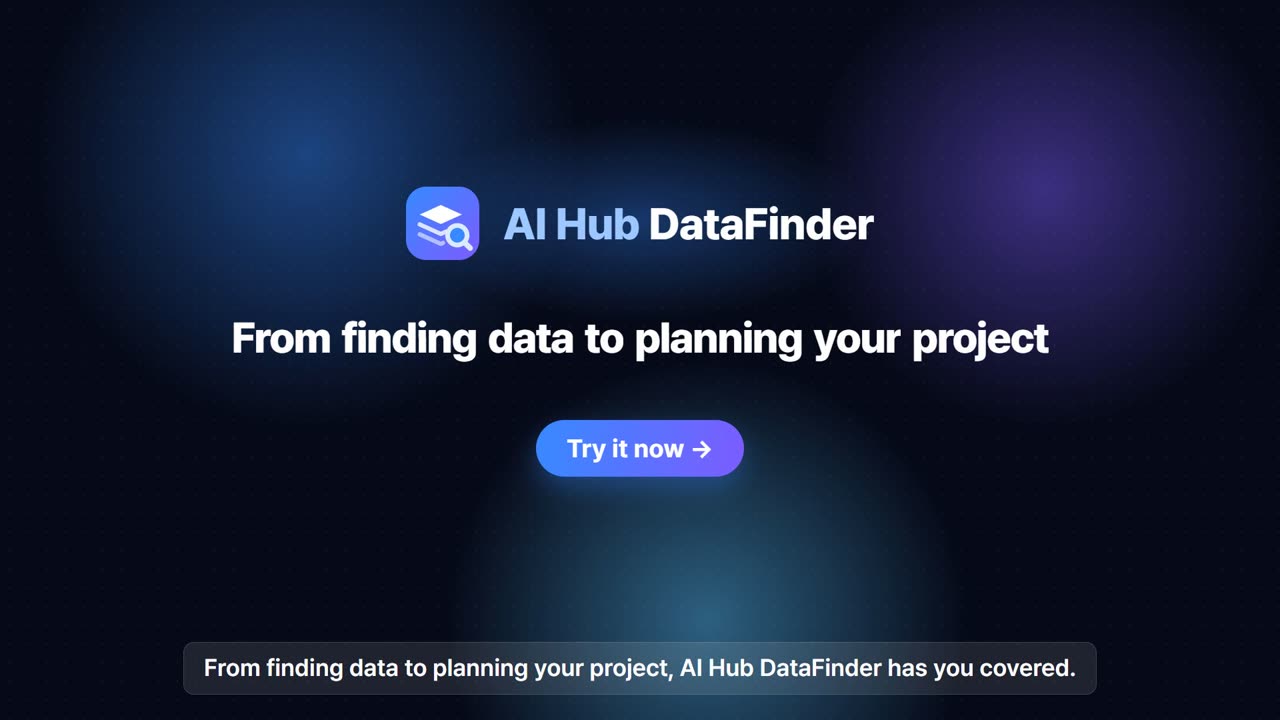 AI Hub DataFinder
From finding data to planning your project
Try it now →
From finding data to planning your project, AI Hub DataFinder has you covered.